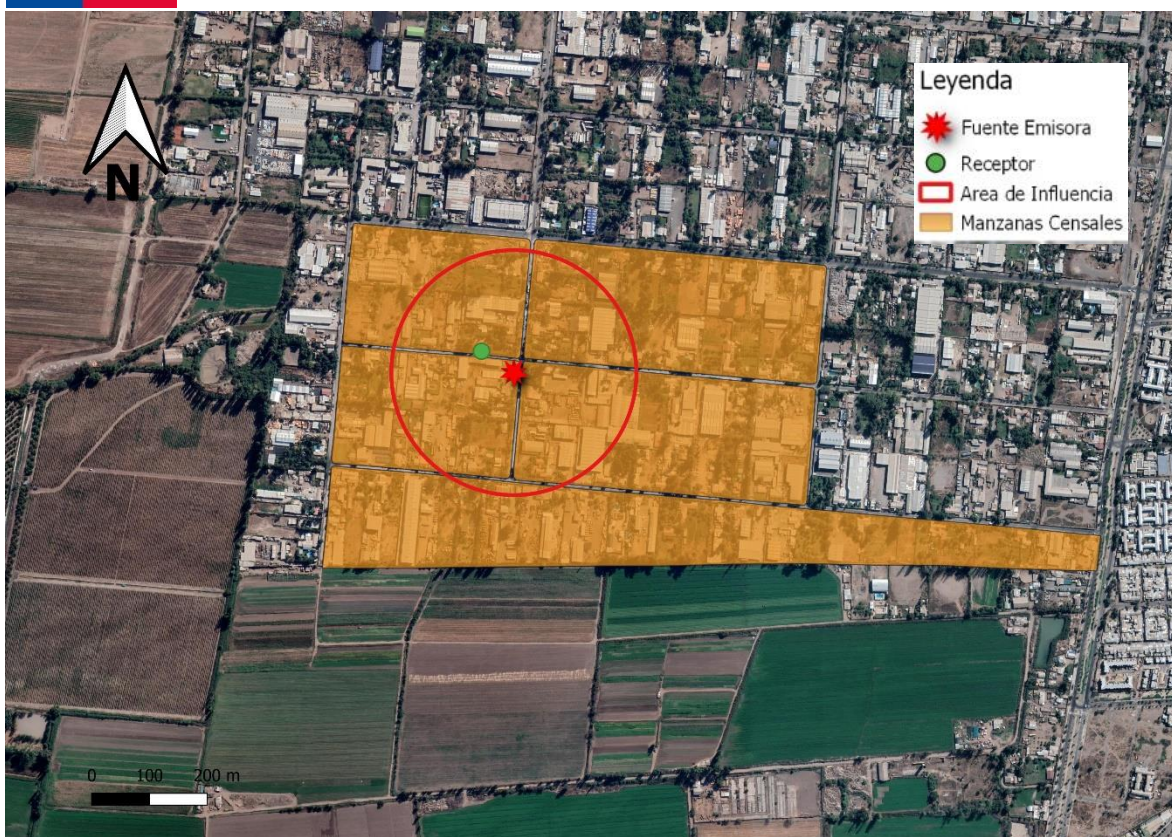 Leyenda
Fuente Emisora
Receptor
Area de Influencia
Manzanas Censales
N
0 100 200 m